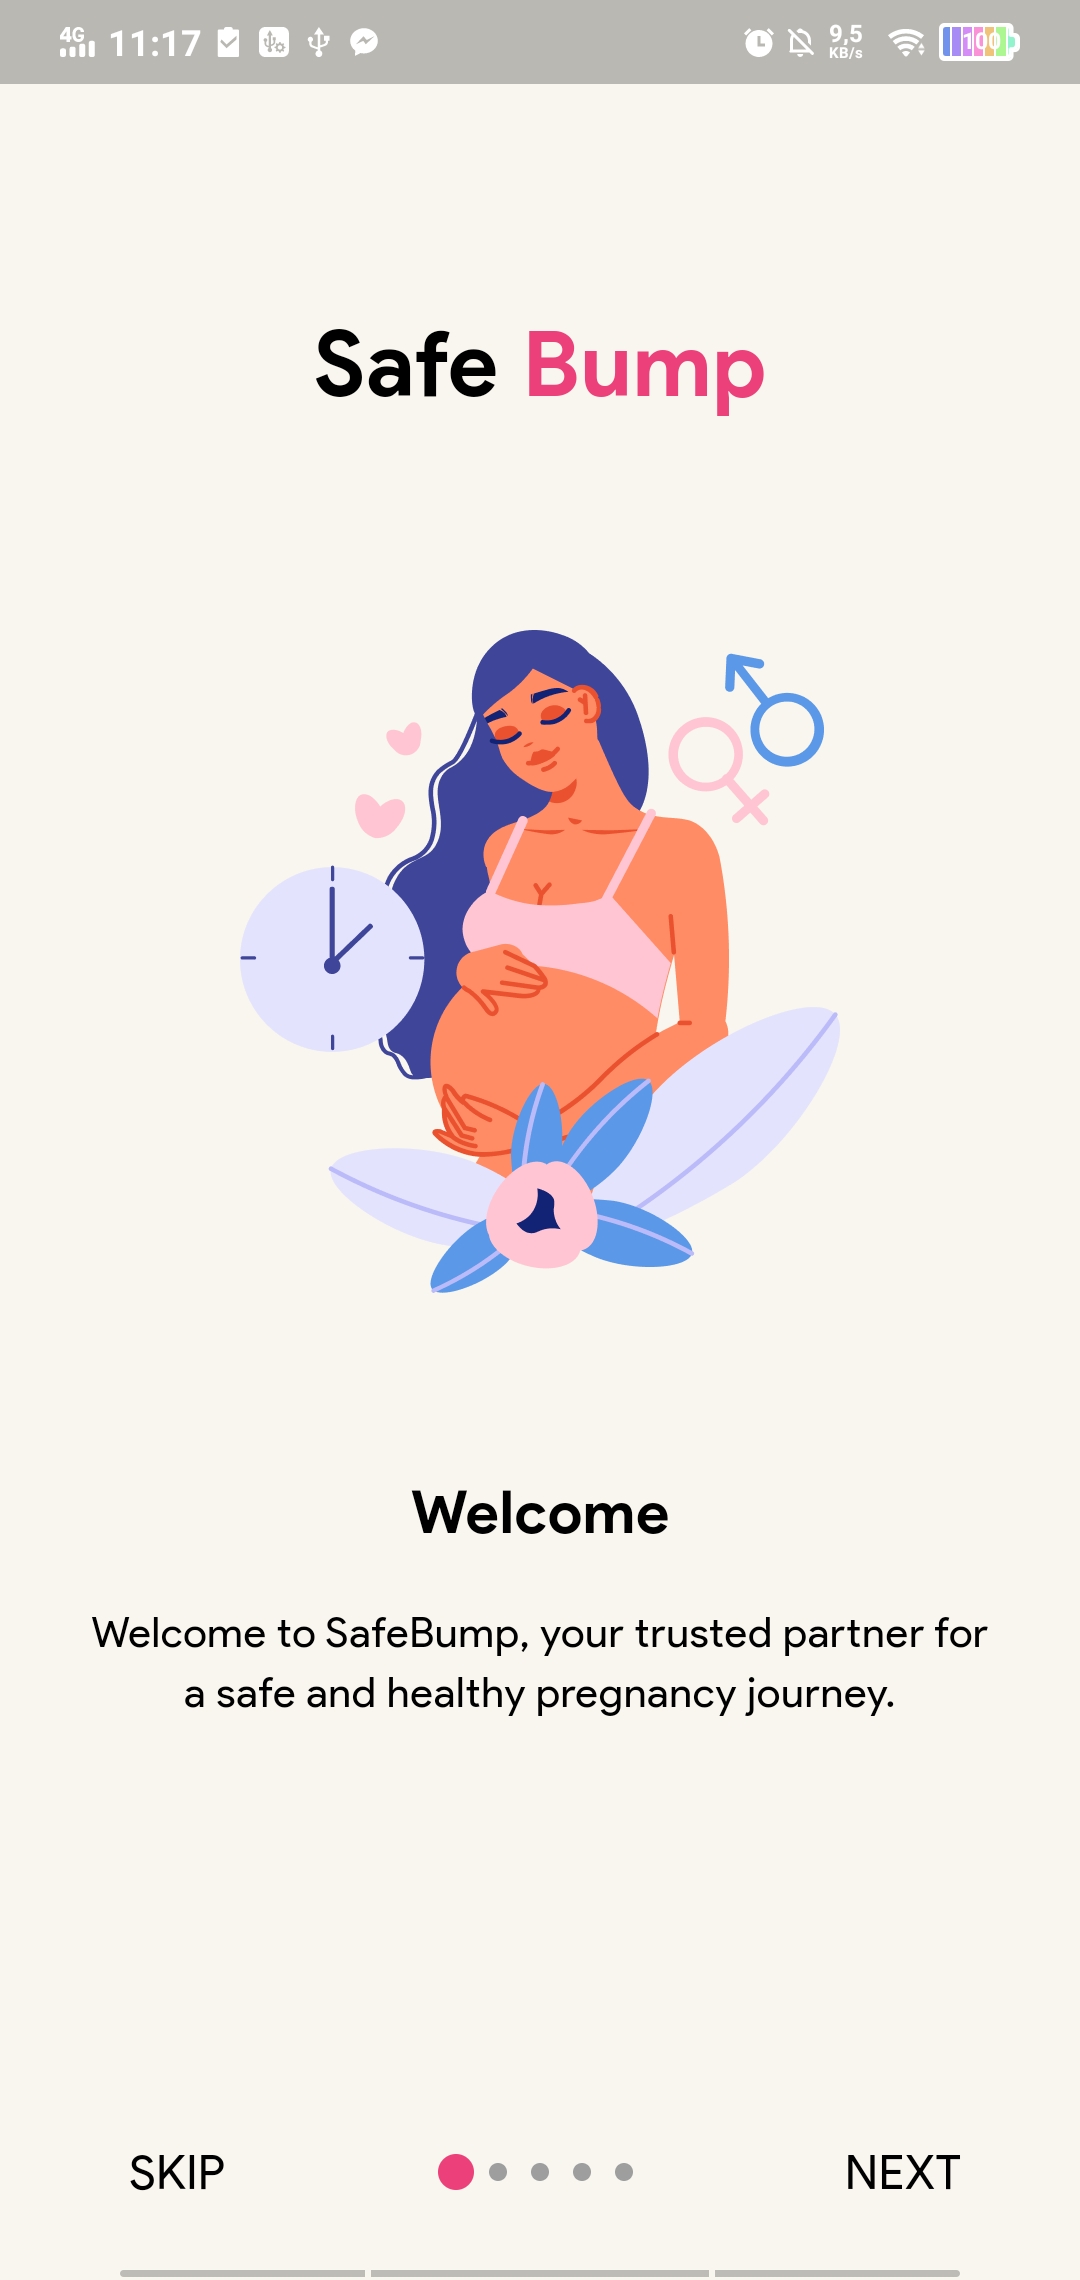 4G 11:17 9,5 KB/s 100
Safe Bump
Welcome
Welcome to SafeBump, your trusted partner for
a safe and healthy pregnancy journey.
SKIP NEXT